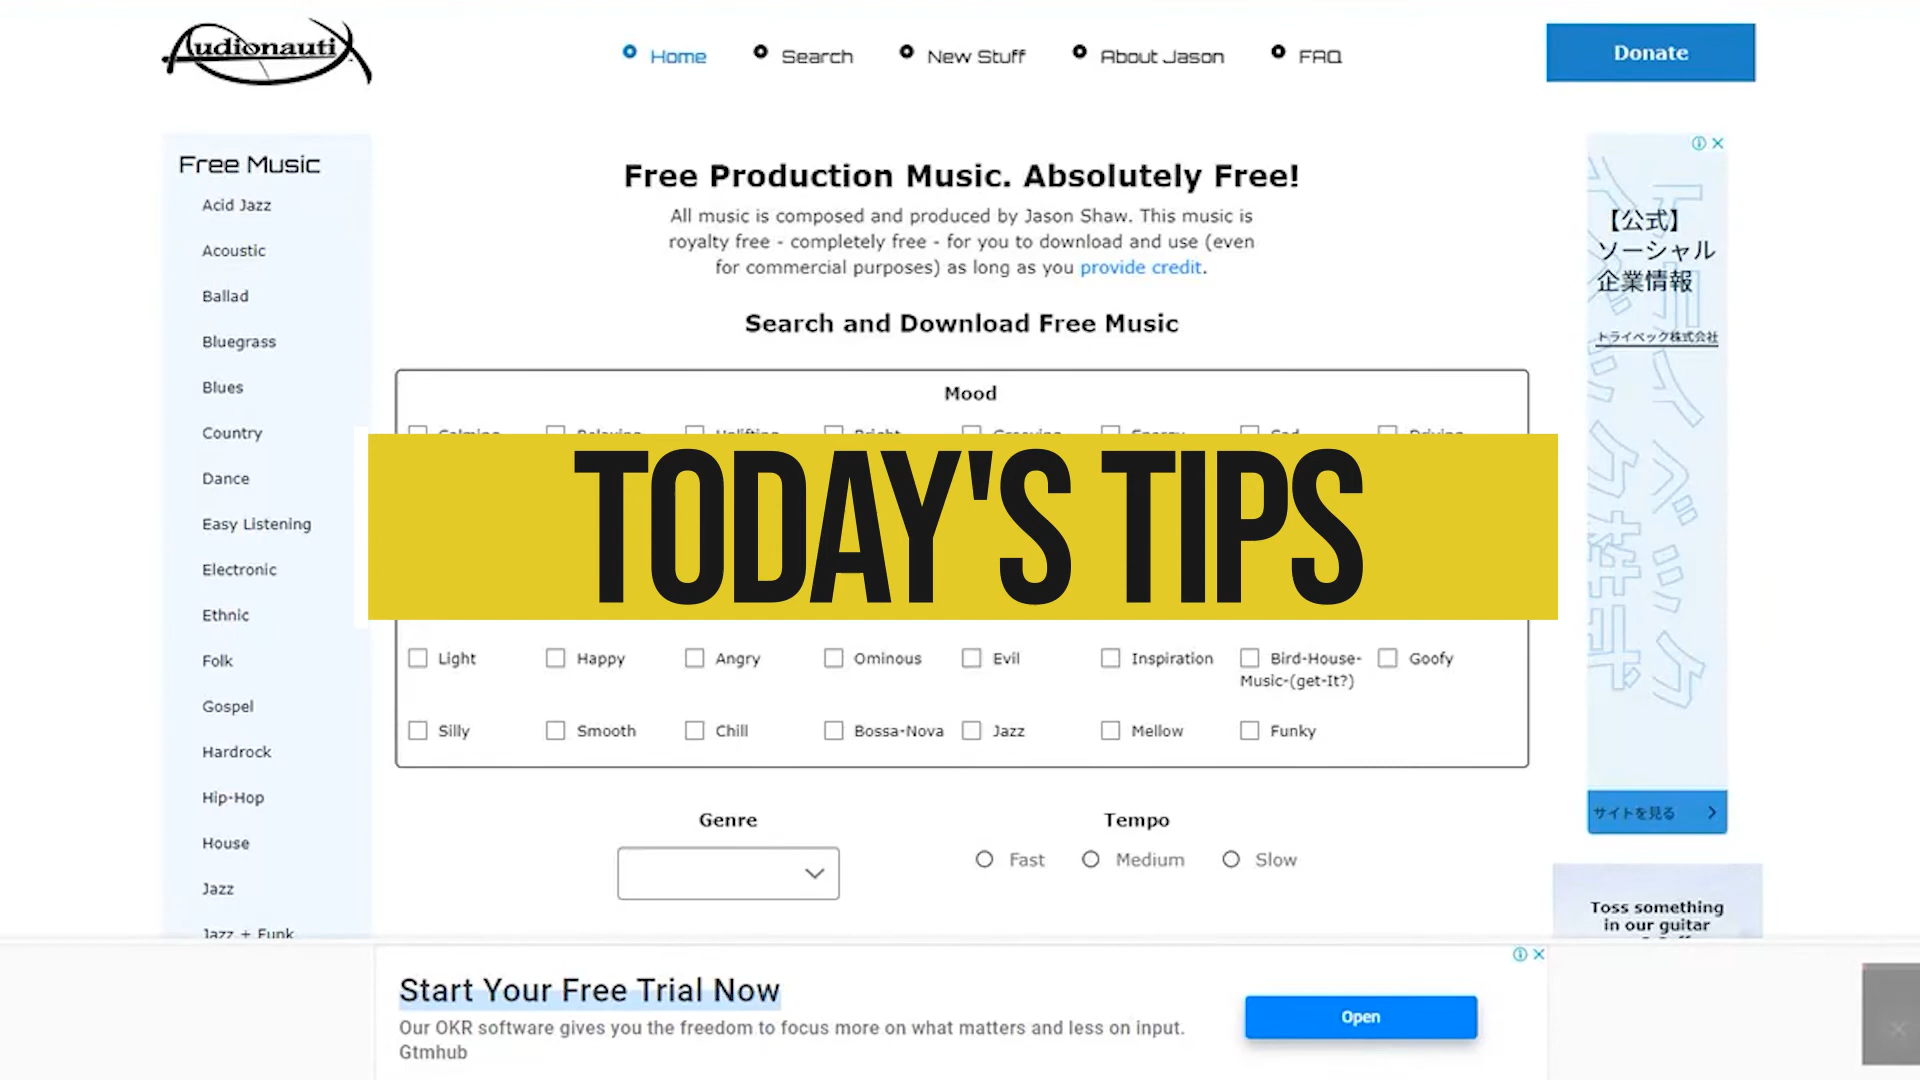 Audionautix
Home
Search
New Stuff
About Jason
FAQ
Donate
Free Music
Acid Jazz
Acoustic
Ballad
Bluegrass
Blues
Country
Dance
Easy Listening
Electronic
Ethnic
Folk
Gospel
Hardrock
Hip-Hop
House
Jazz
Jazz + Funk
Free Production Music. Absolutely Free!
All music is composed and produced by Jason Shaw. This music is
royalty free - completely free - for you to download and use (even
for commercial purposes) as long as you provide credit.
Search and Download Free Music
Mood
Calming Relaxing Uplifting Bright Grooving Energy Sad Driving
TODAY'S TIPS
Light Happy Angry Ominous Evil Inspiration Bird-House- Goofy
Music-(get-It?)
Silly Smooth Chill Bossa-Nova Jazz Mellow Funky
Genre
Tempo
Fast Medium Slow
【公式】
ソーシャル
企業情報
トライベック株式会社
サイトを見る
Toss something
in our guitar
Start Your Free Trial Now
Our OKR software gives you the freedom to focus more on what matters and less on input.
Gtmhub
Open